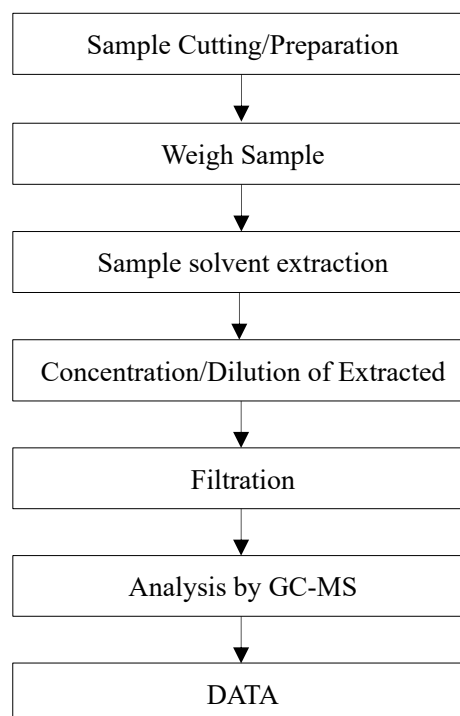 Sample Cutting/Preparation
Weigh Sample
Sample solvent extraction
Concentration/Dilution of Extracted
Filtration
Analysis by GC-MS
DATA